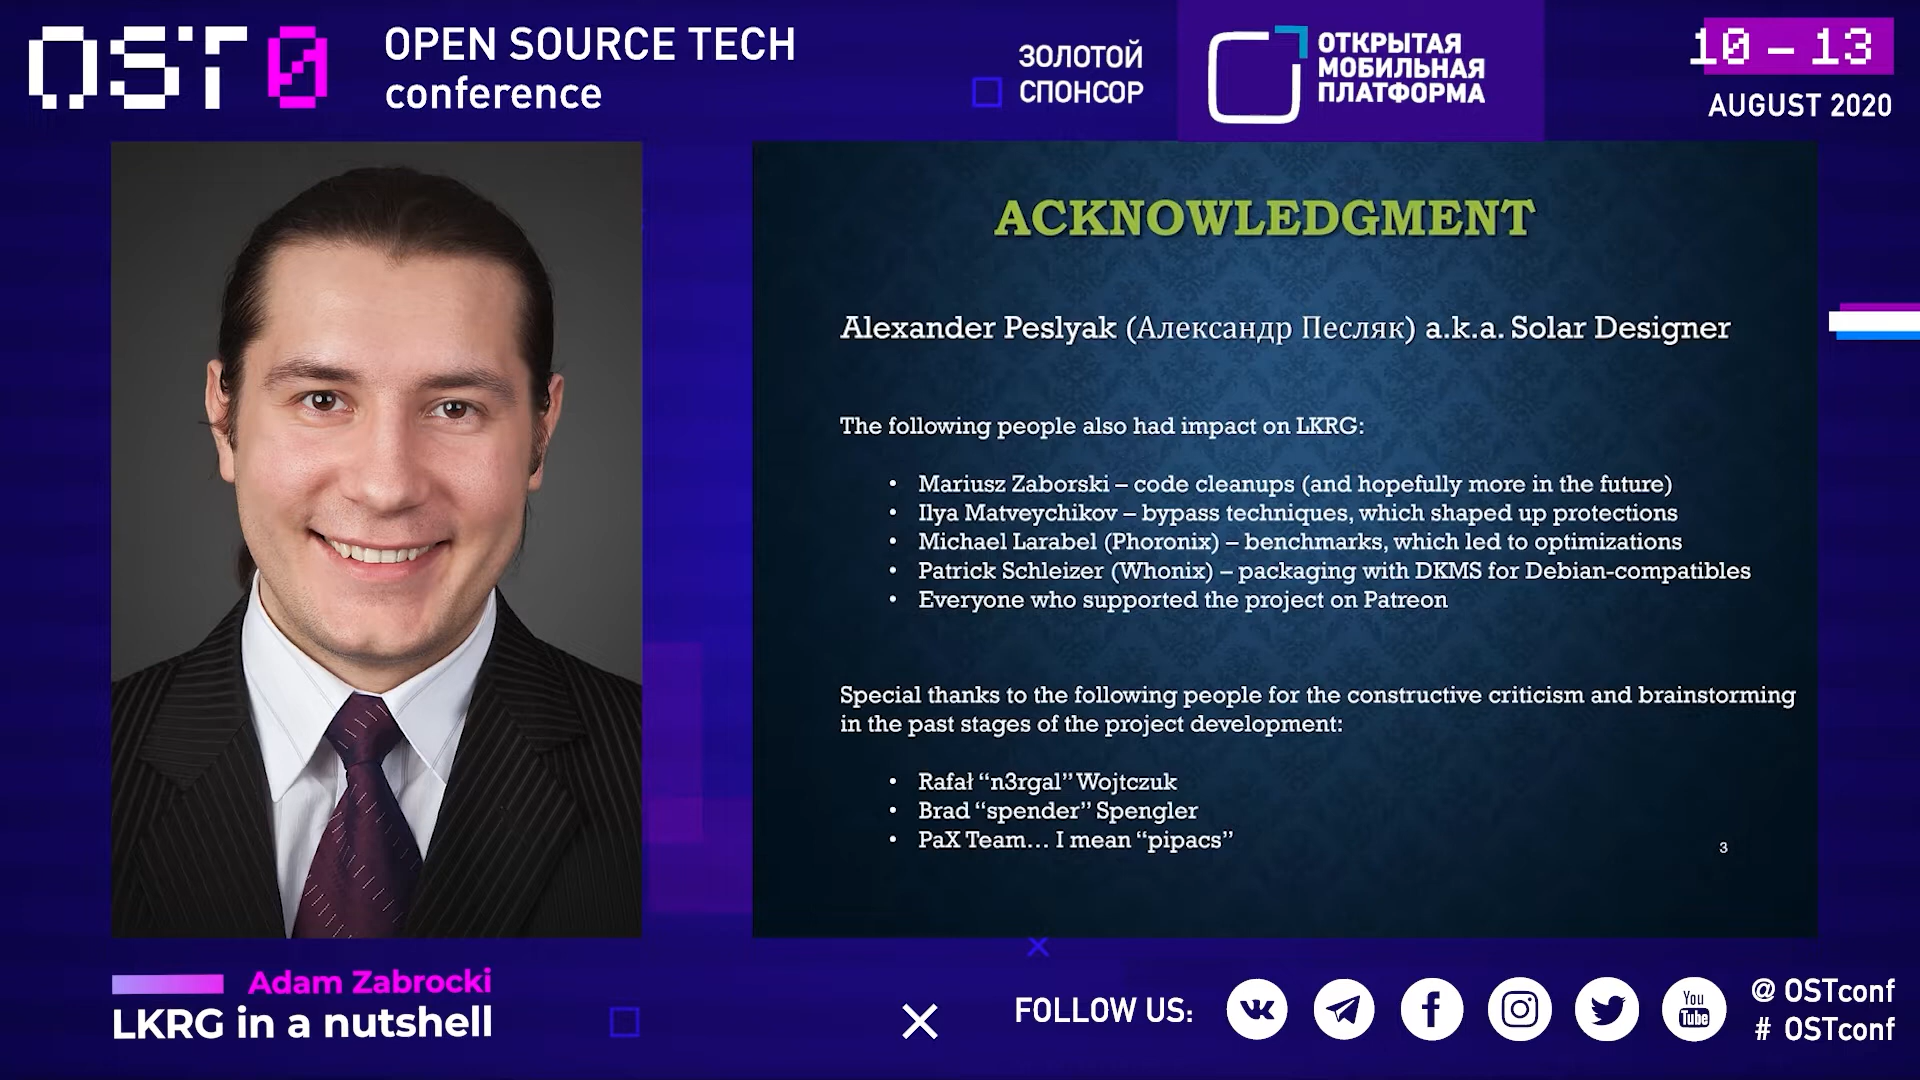 OST0
OPEN SOURCE TECH
conference
ЗОЛОТОЙ
СПОНСОР
ОТКРЫТАЯ
МОБИЛЬНАЯ
ПЛАТФОРМА
10 – 13
AUGUST 2020
ACKNOWLEDGMENT
Alexander Peslyak (Александр Песляк) a.k.a. Solar Designer
The following people also had impact on LKRG:
• Mariusz Zaborski – code cleanups (and hopefully more in the future)
• Ilya Matveychikov – bypass techniques, which shaped up protections
• Michael Larabel (Phoronix) – benchmarks, which led to optimizations
• Patrick Schleizer (Whonix) – packaging with DKMS for Debian-compatibles
• Everyone who supported the project on Patreon
Special thanks to the following people for the constructive criticism and brainstorming
in the past stages of the project development:
• Rafał “n3rgal” Wojtczuk
• Brad “spender” Spengler
• PaX Team… I mean “pipacs”
3
Adam Zabrocki
LKRG in a nutshell
FOLLOW US:
You
Tube
@ OSTconf
# OSTconf